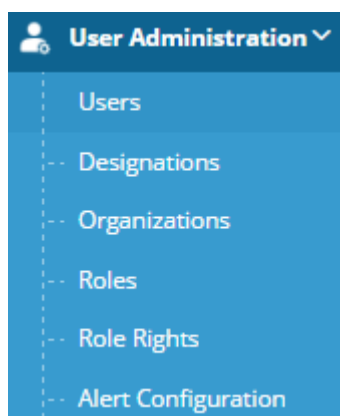 User Administration
Users
Designations
Organizations
Roles
Role Rights
Alert Configuration